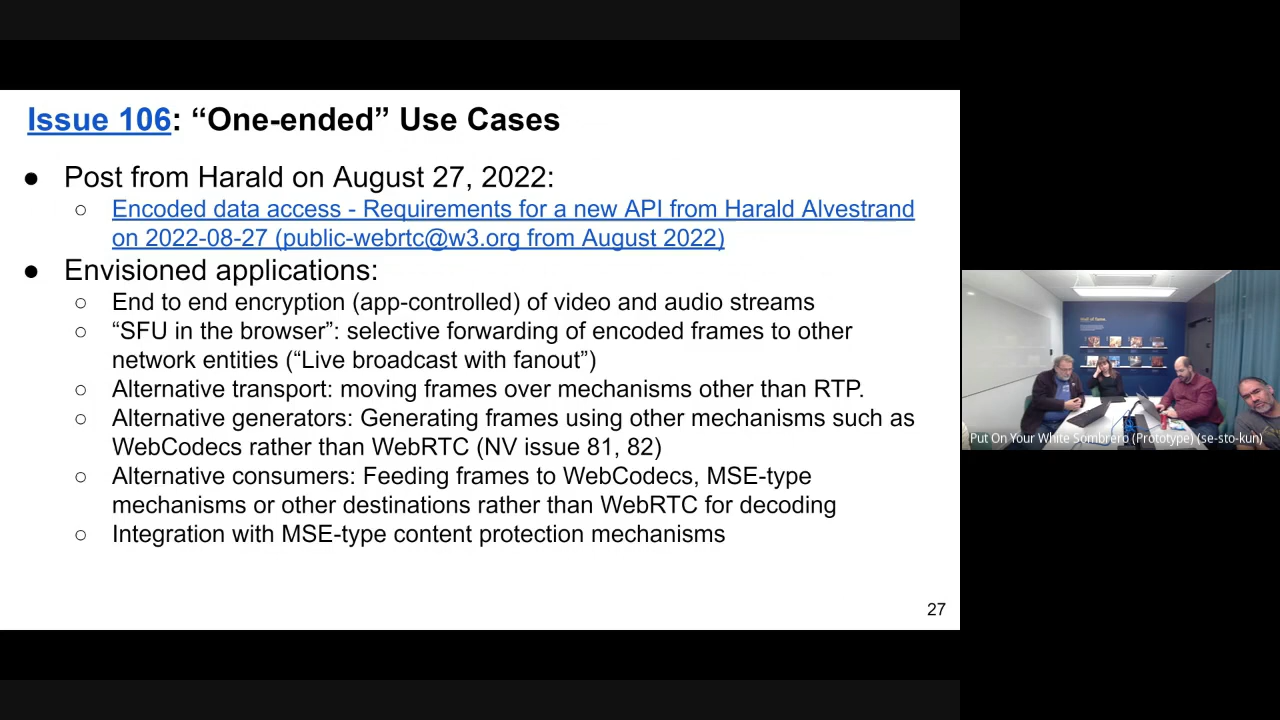 Issue 106: “One-ended” Use Cases
● Post from Harald on August 27, 2022:
○ Encoded data access - Requirements for a new API from Harald Alvestrand
on 2022-08-27 (public-webrtc@w3.org from August 2022)
● Envisioned applications:
○ End to end encryption (app-controlled) of video and audio streams
○ “SFU in the browser”: selective forwarding of encoded frames to other
network entities (“Live broadcast with fanout”)
○ Alternative transport: moving frames over mechanisms other than RTP.
○ Alternative generators: Generating frames using other mechanisms such as
WebCodecs rather than WebRTC (NV issue 81, 82)
○ Alternative consumers: Feeding frames to WebCodecs, MSE-type
mechanisms or other destinations rather than WebRTC for decoding
○ Integration with MSE-type content protection mechanisms
27
Put On Your White Sombrero (Prototype) (se-sto-kun)